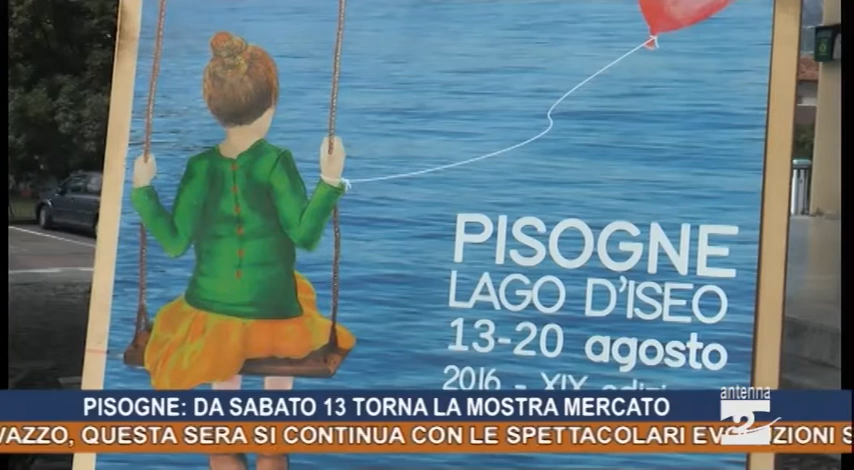 PISOGNE
LAGO D'ISEO
13-20 agosto
2016 - XIX
PISOGNE: DA SABATO 13 TORNA LA MOSTRA MERCATO
antenna
2
QUESTA SERA SI CONTINUA CON LE SPETTACOLARI